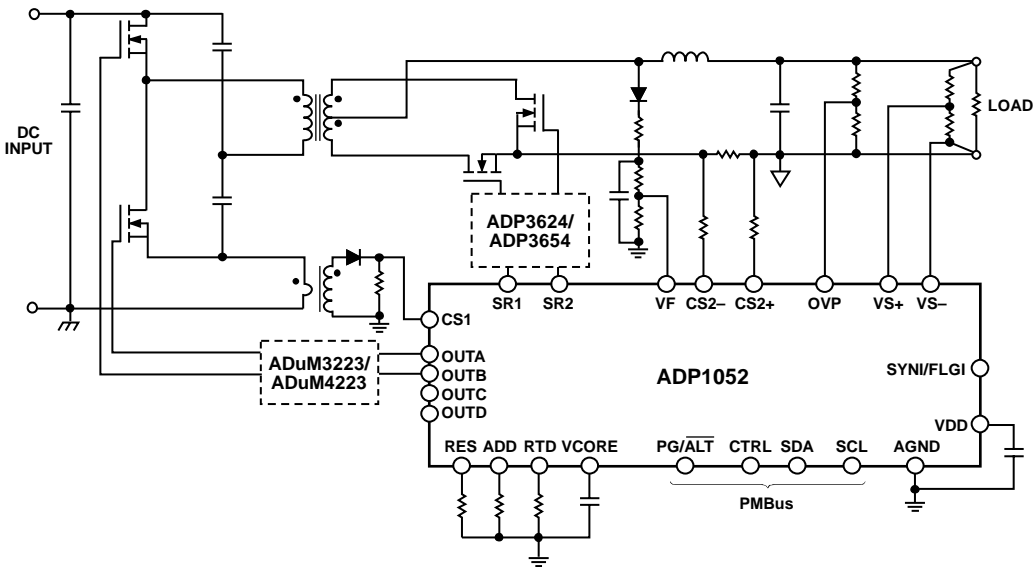 DC
INPUT
LOAD
ADP3624/
ADP3654
SR1 SR2 VF CS2– CS2+ OVP VS+ VS–
CS1
ADuM3223/
ADuM4223
OUTA
OUTB
OUTC
OUTD
ADP1052
SYNI/FLGI
VDD
RES ADD RTD VCORE PG/ALT CTRL SDA SCL AGND
PMBus